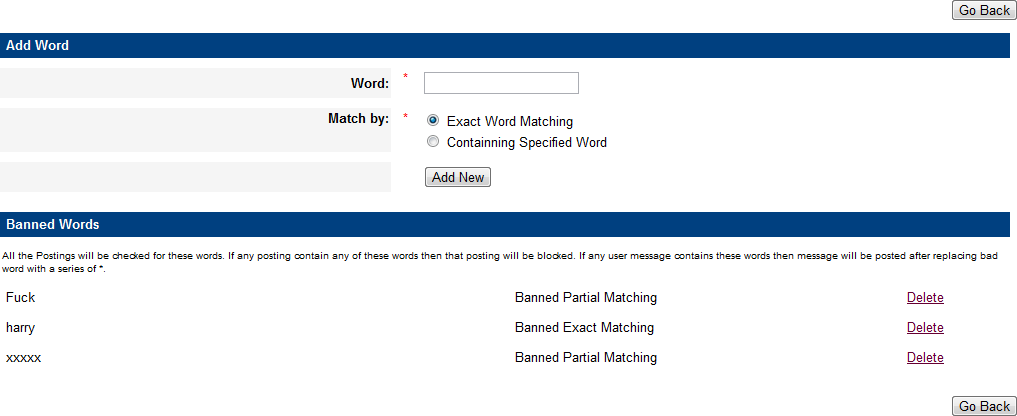 Go Back
Add Word
Word: *
Match by: * Exact Word Matching
Containning Specified Word
Add New
Banned Words
All the Postings will be checked for these words. If any posting contain any of these words then that posting will be blocked. If any user message contains these words then message will be posted after replacing bad
word with a series of *.
Fuck Banned Partial Matching Delete
harry Banned Exact Matching Delete
xxxxx Banned Partial Matching Delete
Go Back